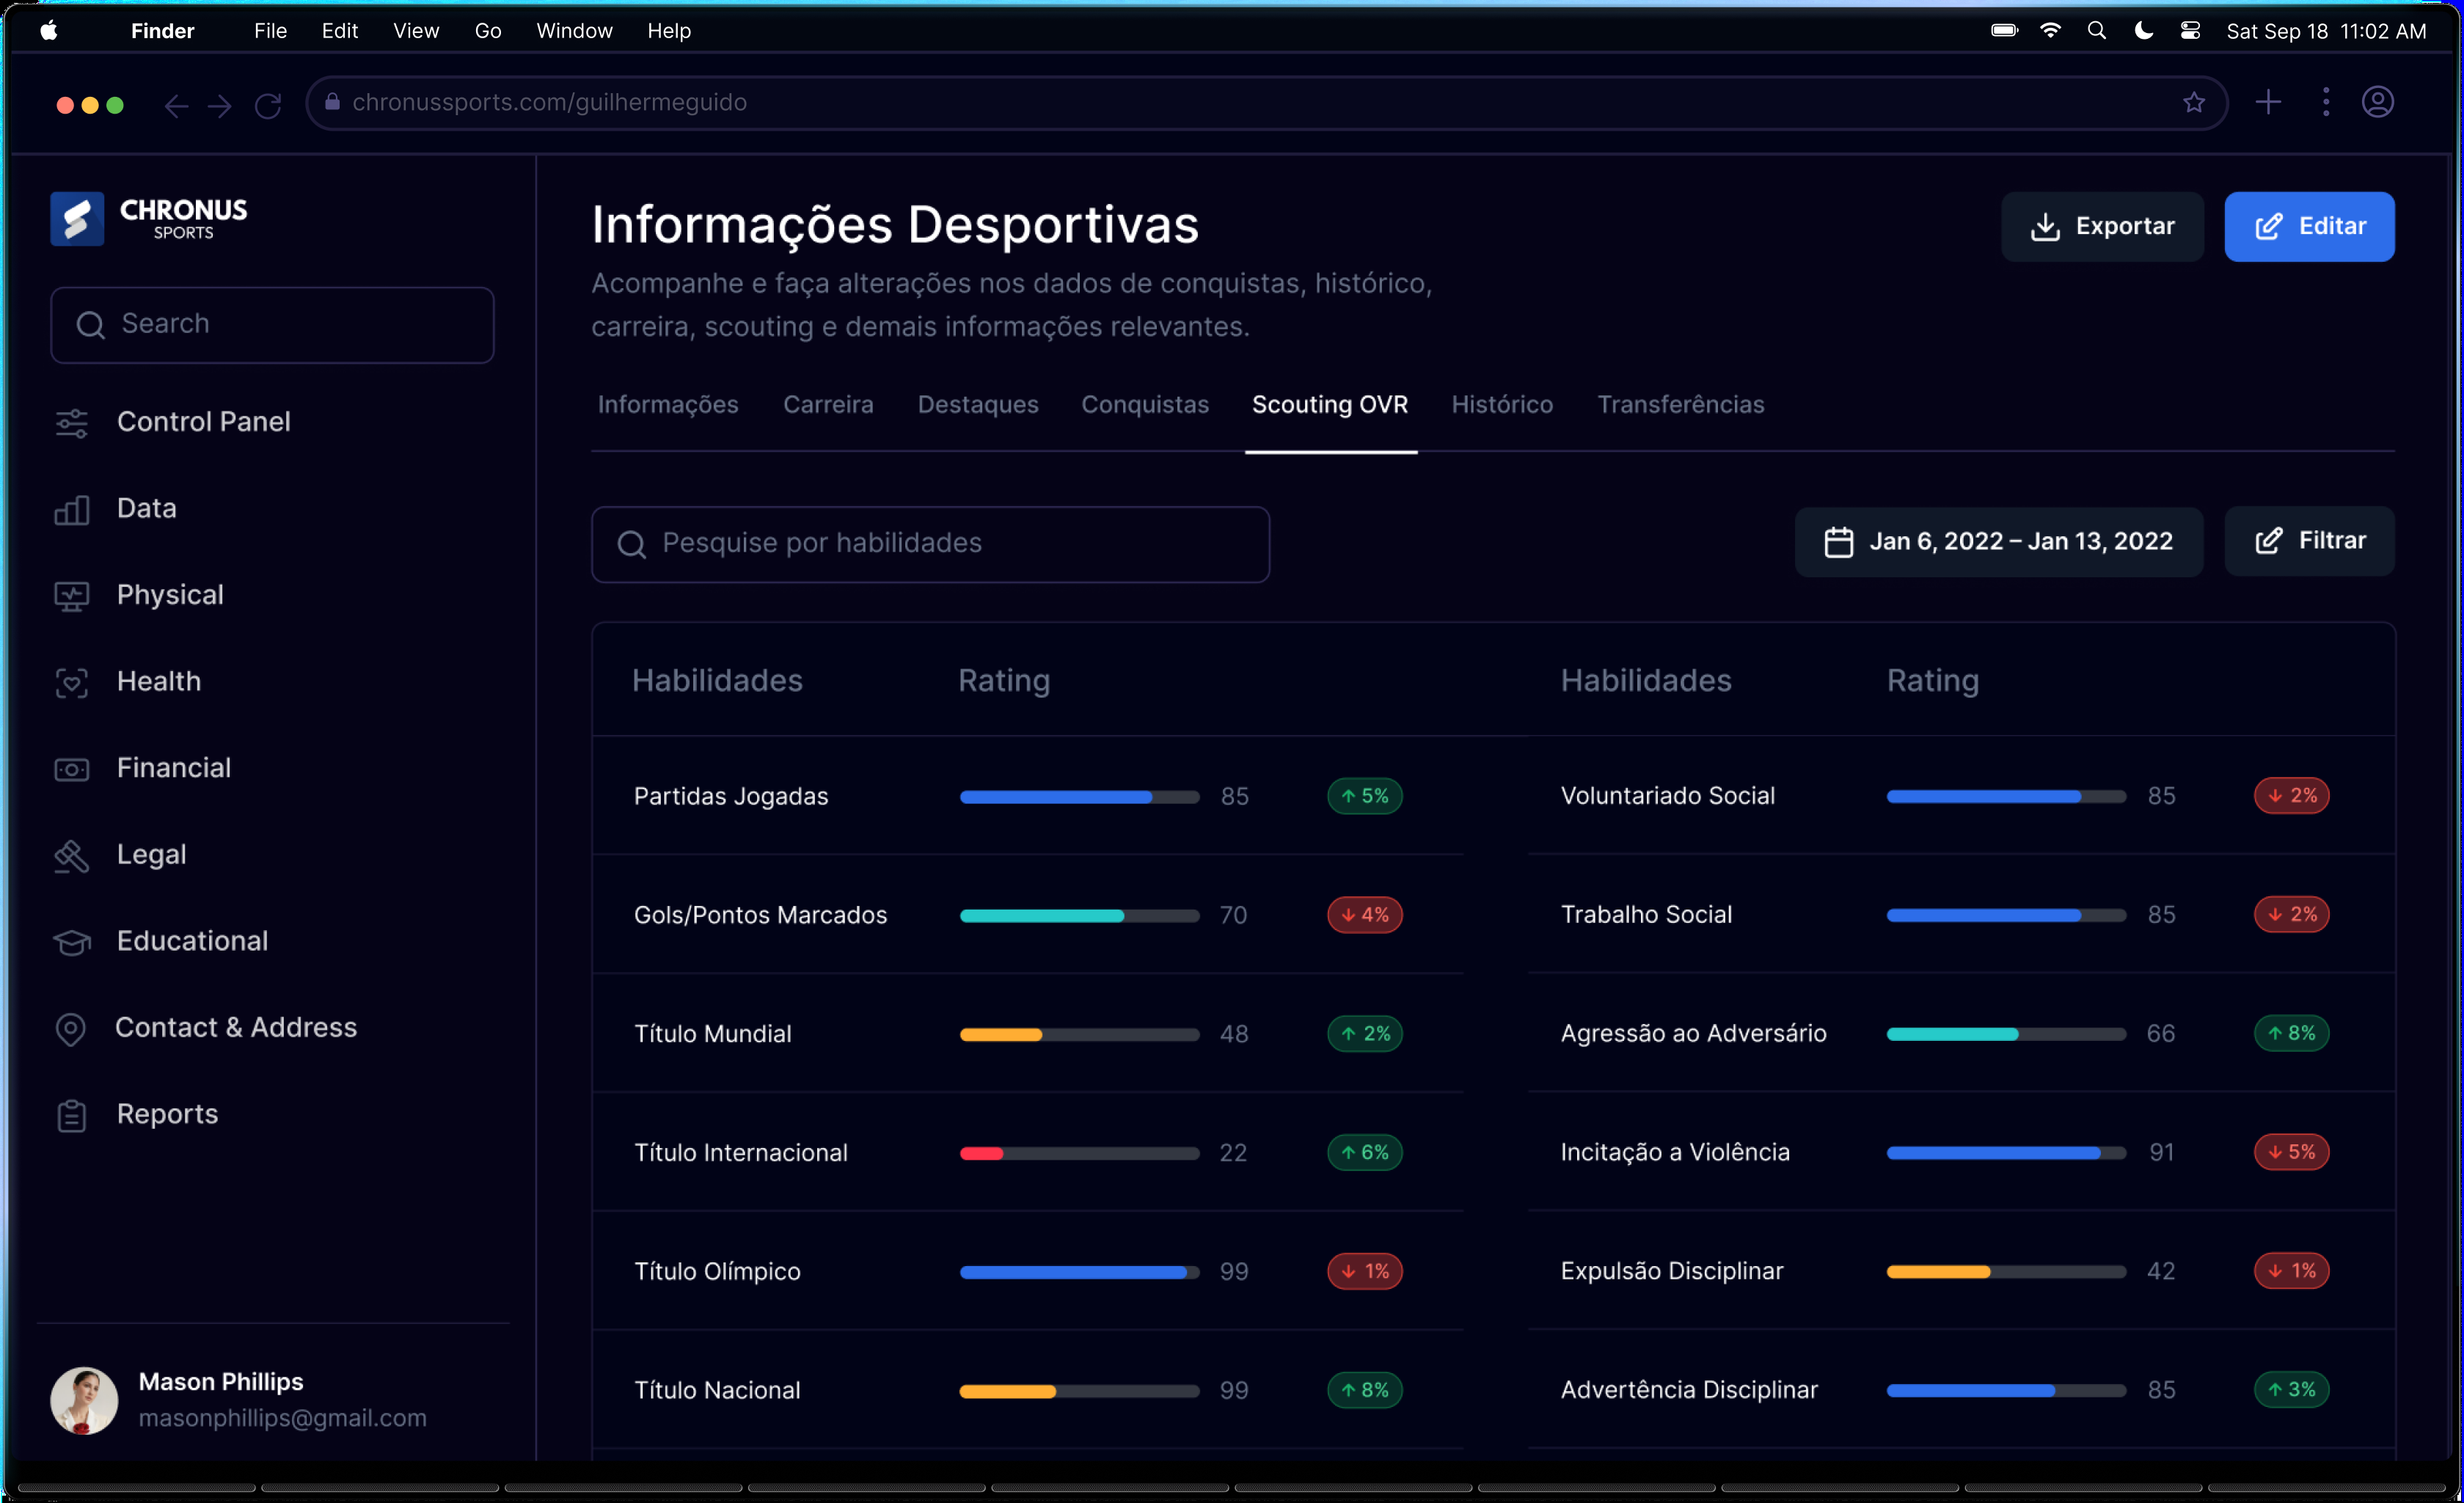 Finder File Edit View Go Window Help Sat Sep 18 11:02 AM
chronussports.com/guilhermeguido
CHRONUS
SPORTS
Search
Control Panel
Data
Physical
Health
Financial
Legal
Educational
Contact & Address
Reports
Mason Phillips
masonphillips@gmail.com
Informações Desportivas
Acompanhe e faça alterações nos dados de conquistas, histórico,
carreira, scouting e demais informações relevantes.
Exportar Editar
Informações Carreira Destaques Conquistas Scouting OVR Histórico Transferências
Pesquise por habilidades Jan 6, 2022 – Jan 13, 2022 Filtrar
Habilidades Rating Habilidades Rating
Partidas Jogadas 85 ↑ 5% Voluntariado Social 85 ↓ 2%
Gols/Pontos Marcados 70 ↓ 4% Trabalho Social 85 ↓ 2%
Título Mundial 48 ↑ 2% Agressão ao Adversário 66 ↑ 8%
Título Internacional 22 ↑ 6% Incitação a Violência 91 ↓ 5%
Título Olímpico 99 ↓ 1% Expulsão Disciplinar 42 ↓ 1%
Título Nacional 99 ↑ 8% Advertência Disciplinar 85 ↑ 3%